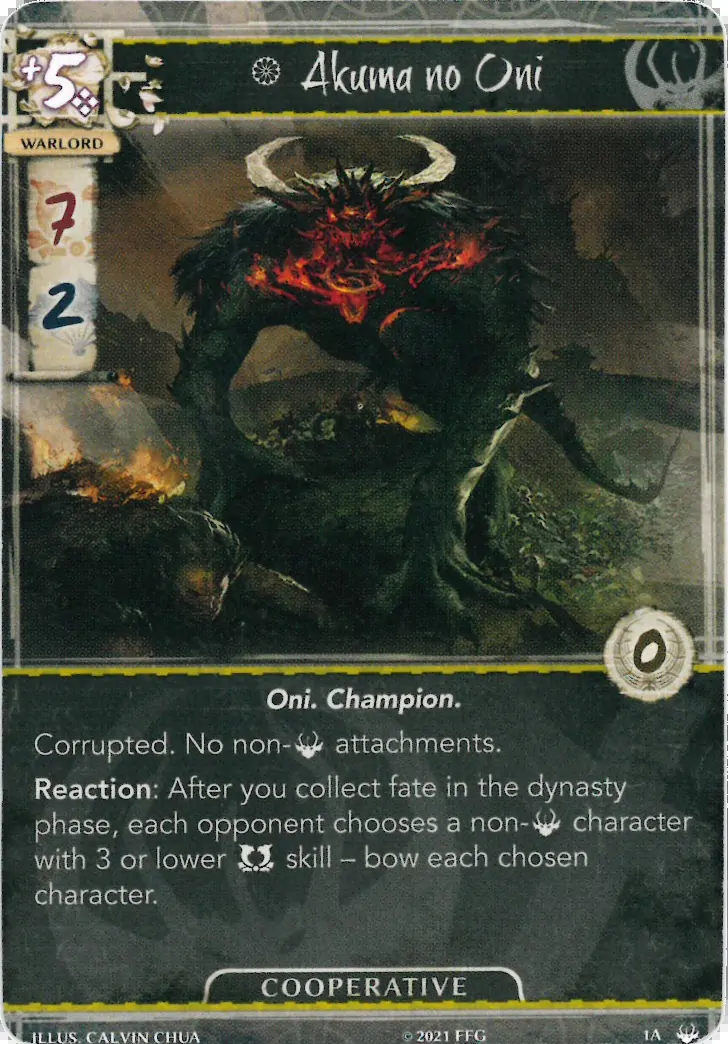 +5
Akuma no Oni
WARLORD
7
2
0
Oni. Champion.
Corrupted. No non- attachments.
Reaction: After you collect fate in the dynasty
phase, each opponent chooses a non- character
with 3 or lower skill – bow each chosen
character.
COOPERATIVE
ILLUS. CALVIN CHUA
© 2021 FFG
1A